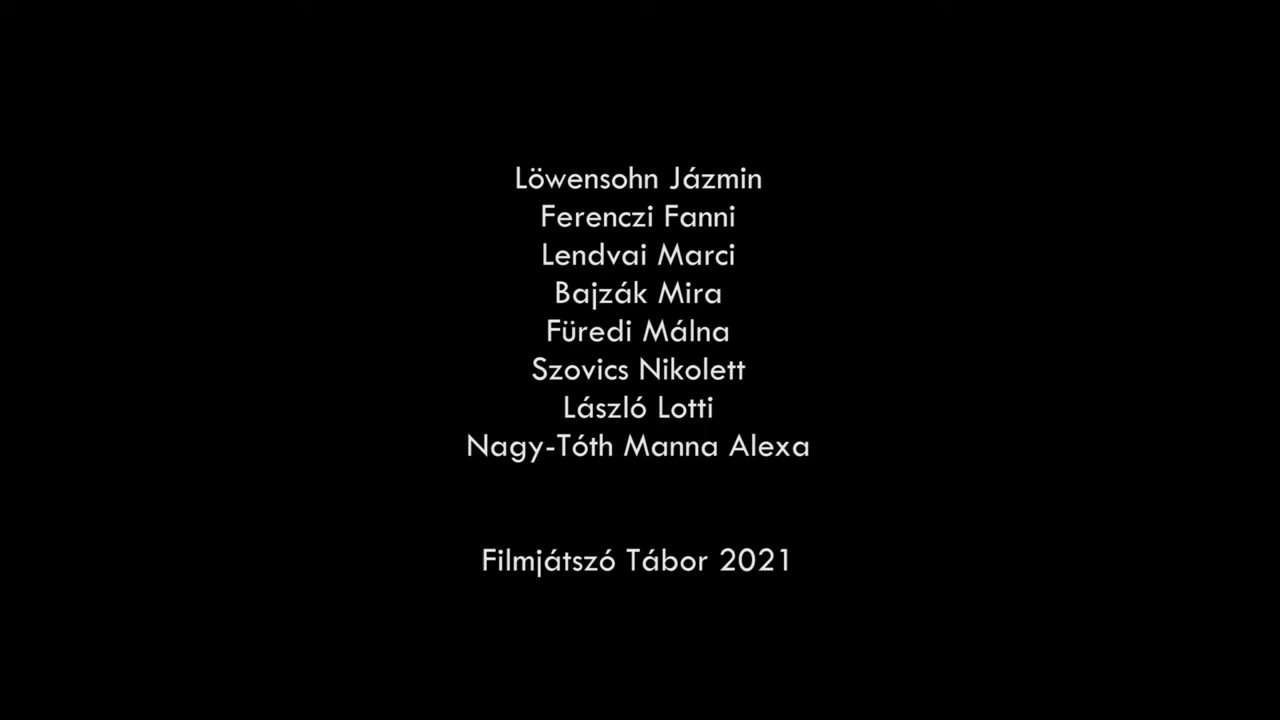 Löwensohn Jázmin
Ferenczi Fanni
Lendvai Marci
Bajzák Mira
Füredi Málna
Szovics Nikolett
László Lotti
Nagy-Tóth Manna Alexa
Filmjátszó Tábor 2021